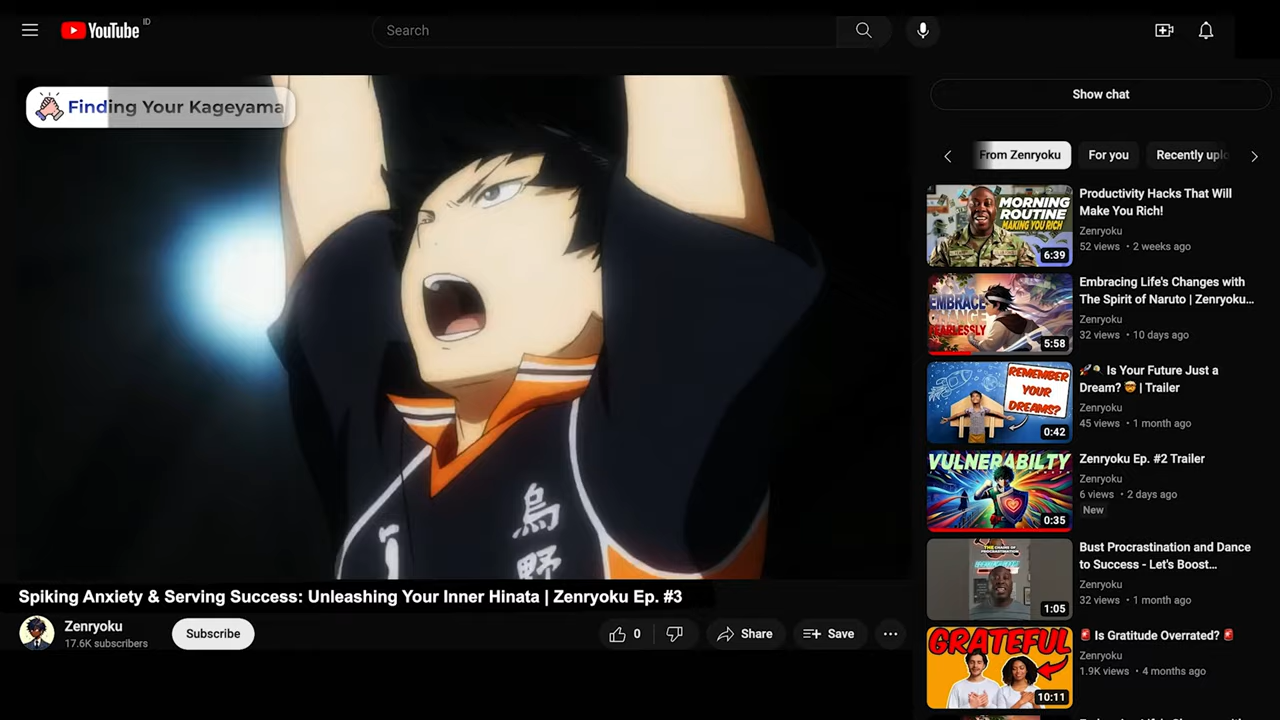 YouTube ID
Search
Show chat
Finding Your Kageyama
From Zenryoku
For you
Recently uplo
MORNING
ROUTINE
MAKING YOU RICH
6:39
Productivity Hacks That Will
Make You Rich!
Zenryoku
52 views • 2 weeks ago
EMBRACE
CHANGE
FEARLESSLY
5:58
Embracing Life's Changes with
The Spirit of Naruto | Zenryoku...
Zenryoku
32 views • 10 days ago
REMEMBER
YOUR
DREAMS?
0:42
🚀👩‍🚀 Is Your Future Just a
Dream? 🤯 | Trailer
Zenryoku
45 views • 1 month ago
VULNERABILTY
0:35
Zenryoku Ep. #2 Trailer
Zenryoku
6 views • 2 days ago
New
烏
野
THE CHAINS OF
PROCRASTINATION
1:05
Bust Procrastination and Dance
to Success - Let's Boost...
Zenryoku
32 views • 1 month ago
Spiking Anxiety & Serving Success: Unleashing Your Inner Hinata | Zenryoku Ep. #3
Zenryoku
17.6K subscribers
Subscribe
0
Share
Save
GRATEFUL
10:11
🚨 Is Gratitude Overrated? 🚨
Zenryoku
1.9K views • 4 months ago